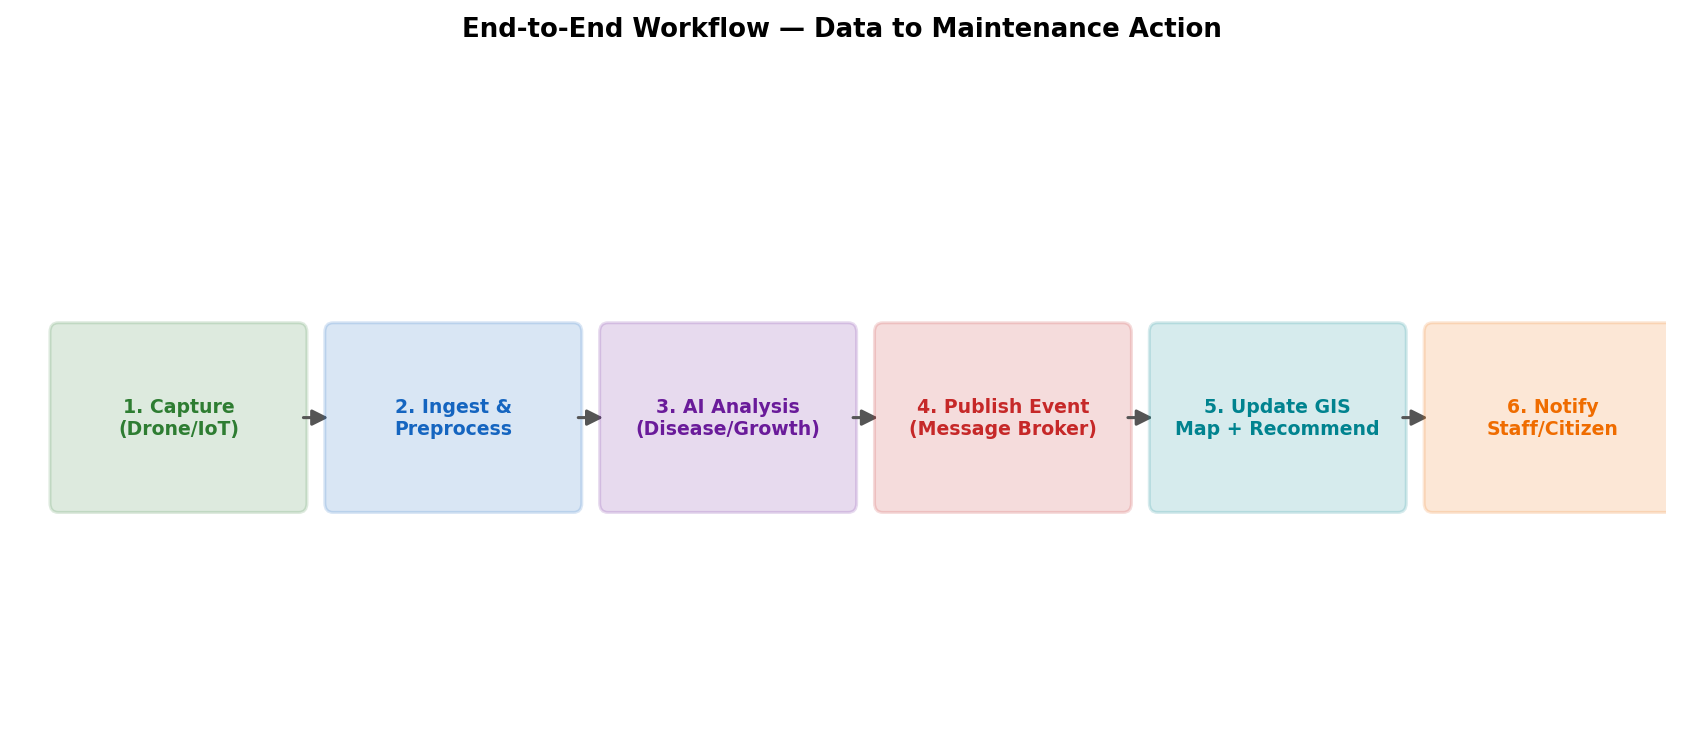 End-to-End Workflow — Data to Maintenance Action
1. Capture
(Drone/IoT)
2. Ingest &
Preprocess
3. AI Analysis
(Disease/Growth)
4. Publish Event
(Message Broker)
5. Update GIS
Map + Recommend
6. Notify
Staff/Citizen